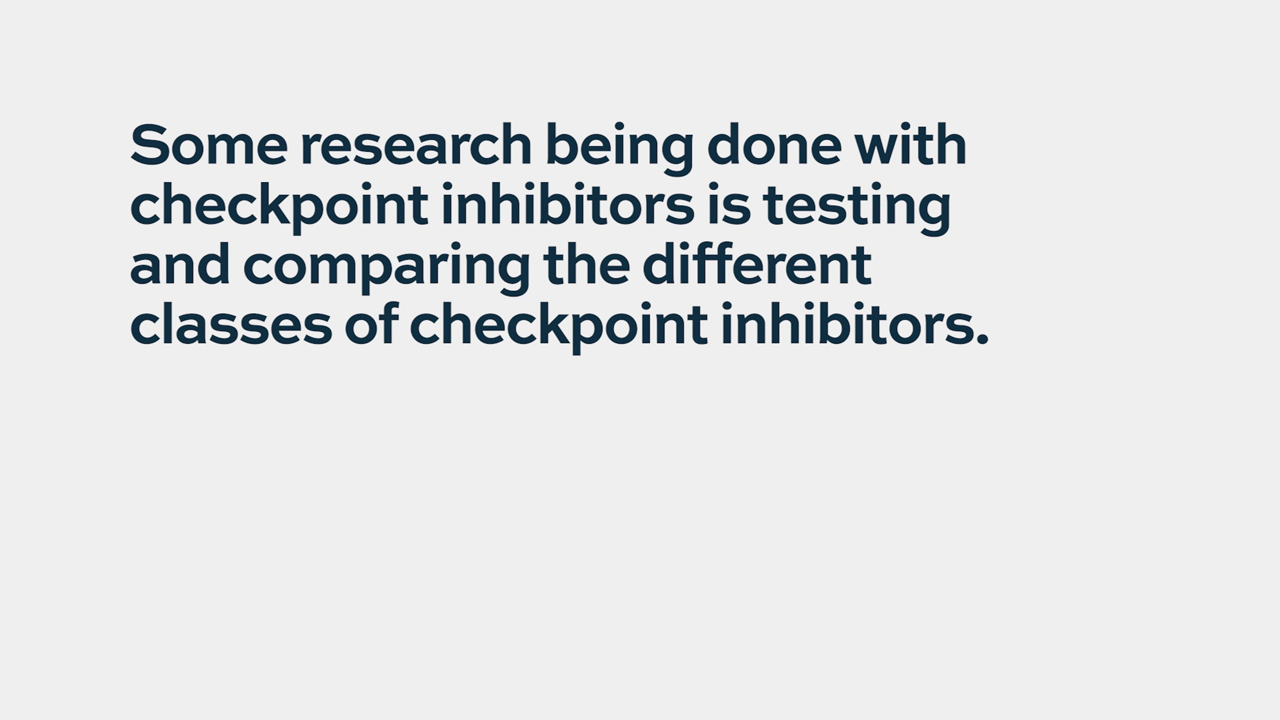 Some research being done with
checkpoint inhibitors is testing
and comparing the different
classes of checkpoint inhibitors.